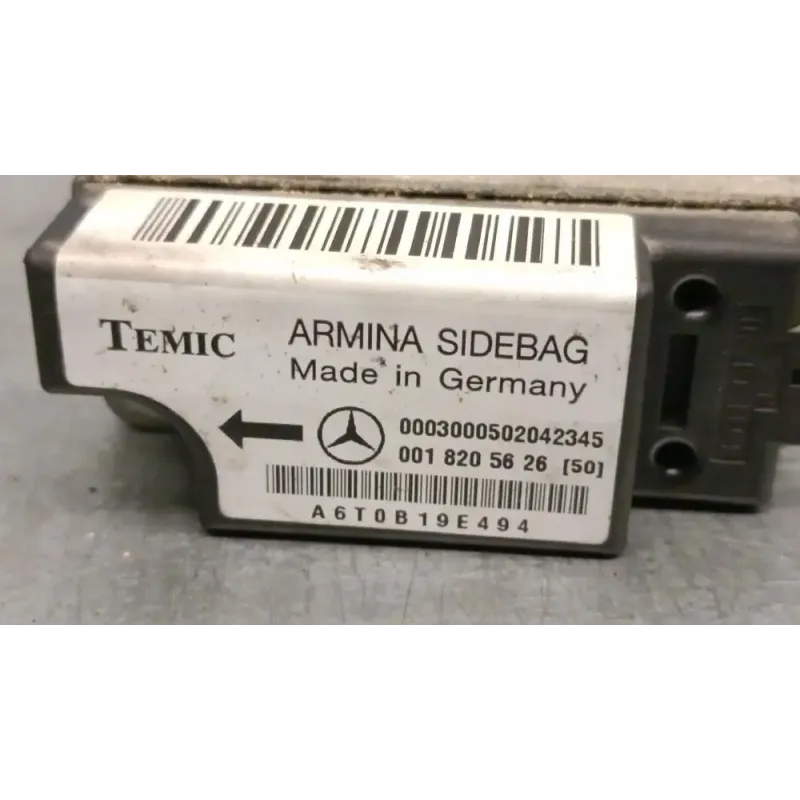 TEMIC ARMINA SIDEBAG
Made in Germany
0003000502042345
001 820 56 26 [50]
A6T0B19E494